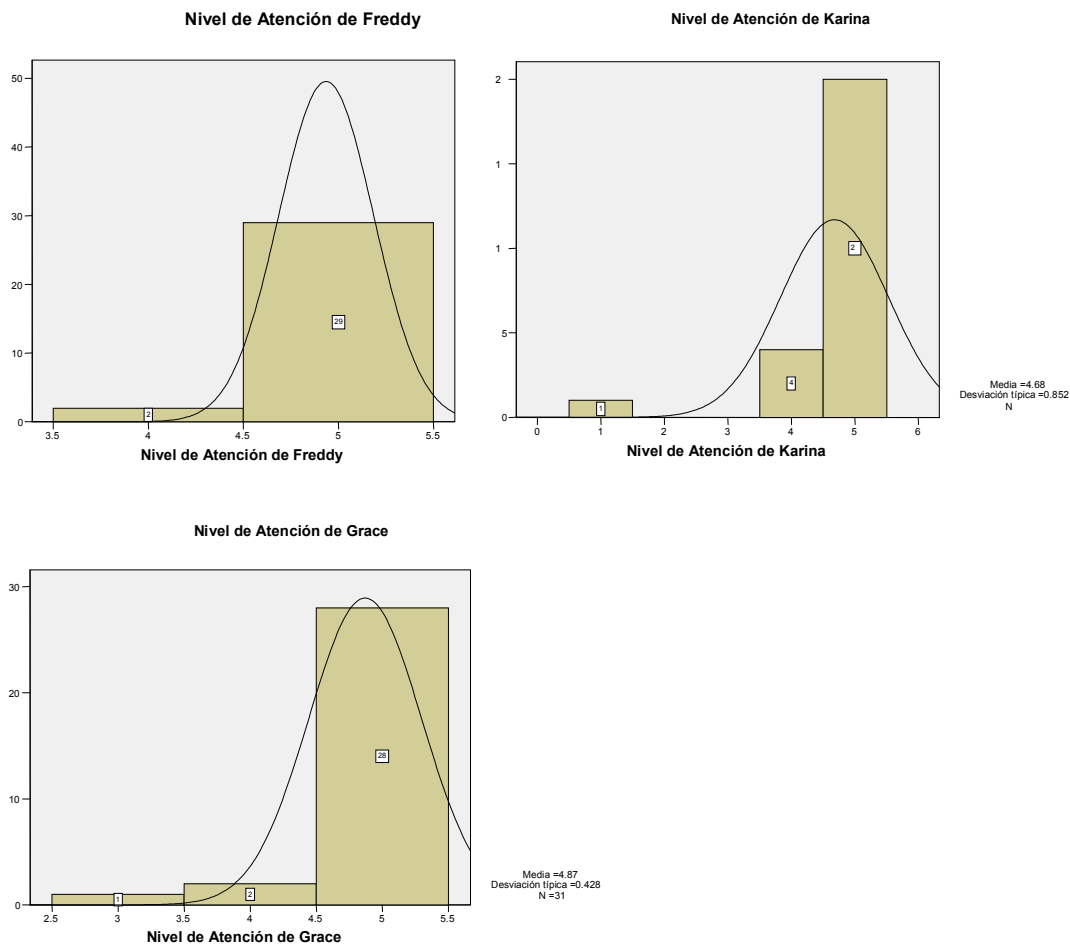 Nivel de Atención de Freddy
50
40
30
20
10
0
29
2
3.5 4 4.5 5 5.5
Nivel de Atención de Freddy
Nivel de Atención de Karina
2
1
1
5
0
1
4
2
0 1 2 3 4 5 6
Nivel de Atención de Karina
Media =4.68
Desviación típica =0.852
N
Nivel de Atención de Grace
30
20
10
0
1
2
28
2.5 3 3.5 4 4.5 5 5.5
Nivel de Atención de Grace
Media =4.87
Desviación típica =0.428
N =31